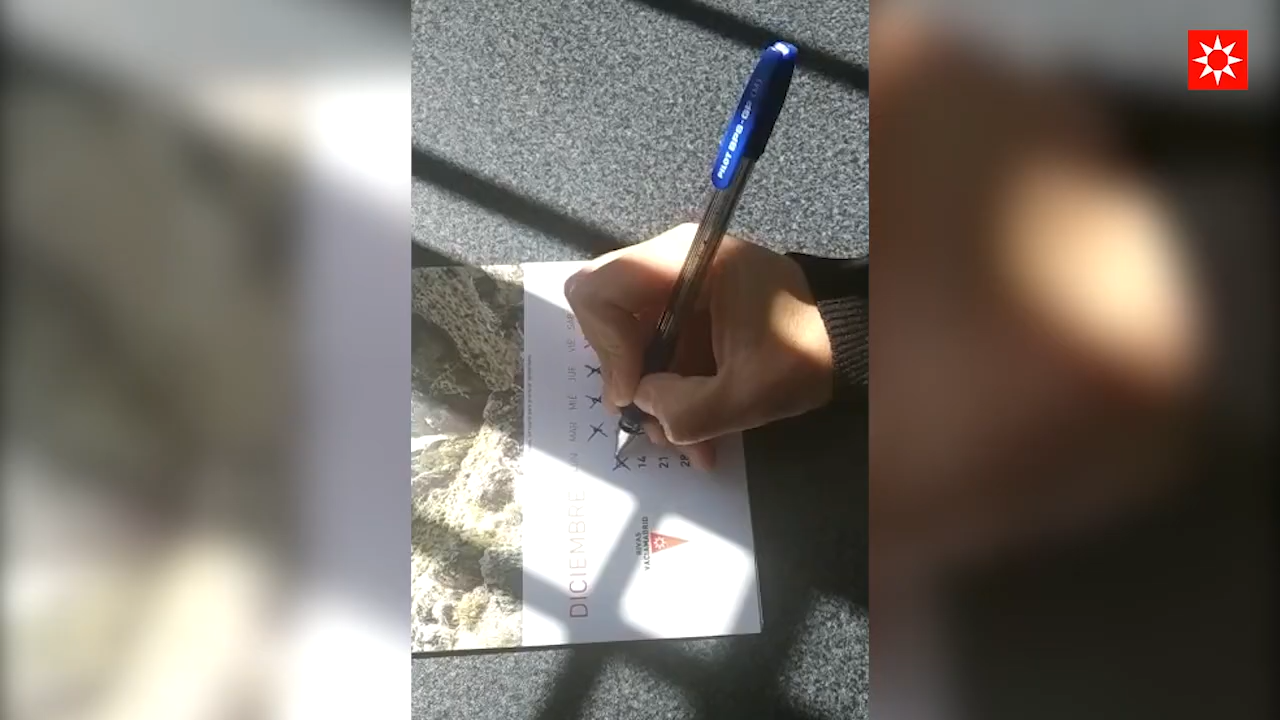 PILOT BPS-GP (M)
DICIEMBRE
MAR MIÉ JUE VIE SÁB
14
21
28
RIVAS
VACIAMADRID